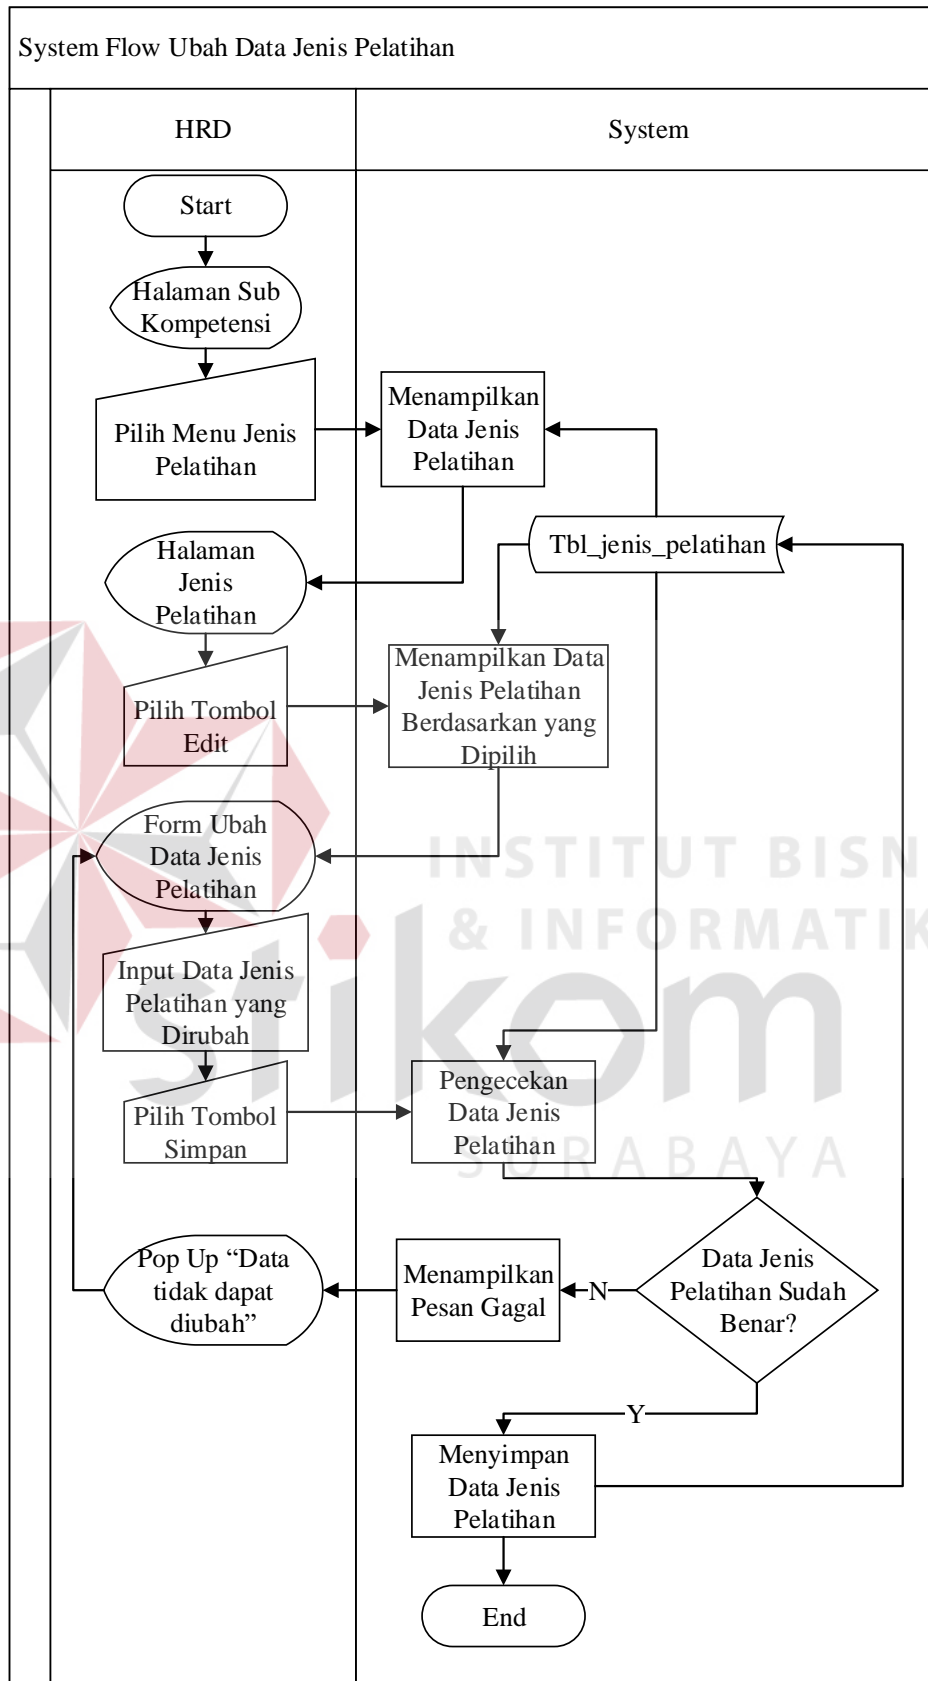 System Flow Ubah Data Jenis Pelatihan
HRD
System
Start
Halaman Sub
Kompetensi
Pilih Menu Jenis
Pelatihan
Menampilkan
Data Jenis
Pelatihan
Tbl_jenis_pelatihan
Halaman
Jenis
Pelatihan
Pilih Tombol
Edit
Menampilkan Data
Jenis Pelatihan
Berdasarkan yang
Dipilih
Form Ubah
Data Jenis
Pelatihan
INSTITUT BISN
& INFORMATIK
stikom
SURABAYA
Input Data Jenis
Pelatihan yang
Dirubah
Pilih Tombol
Simpan
Pengecekan
Data Jenis
Pelatihan
Data Jenis
Pelatihan Sudah
Benar?
N
Menampilkan
Pesan Gagal
Pop Up “Data
tidak dapat
diubah”
Y
Menyimpan
Data Jenis
Pelatihan
End